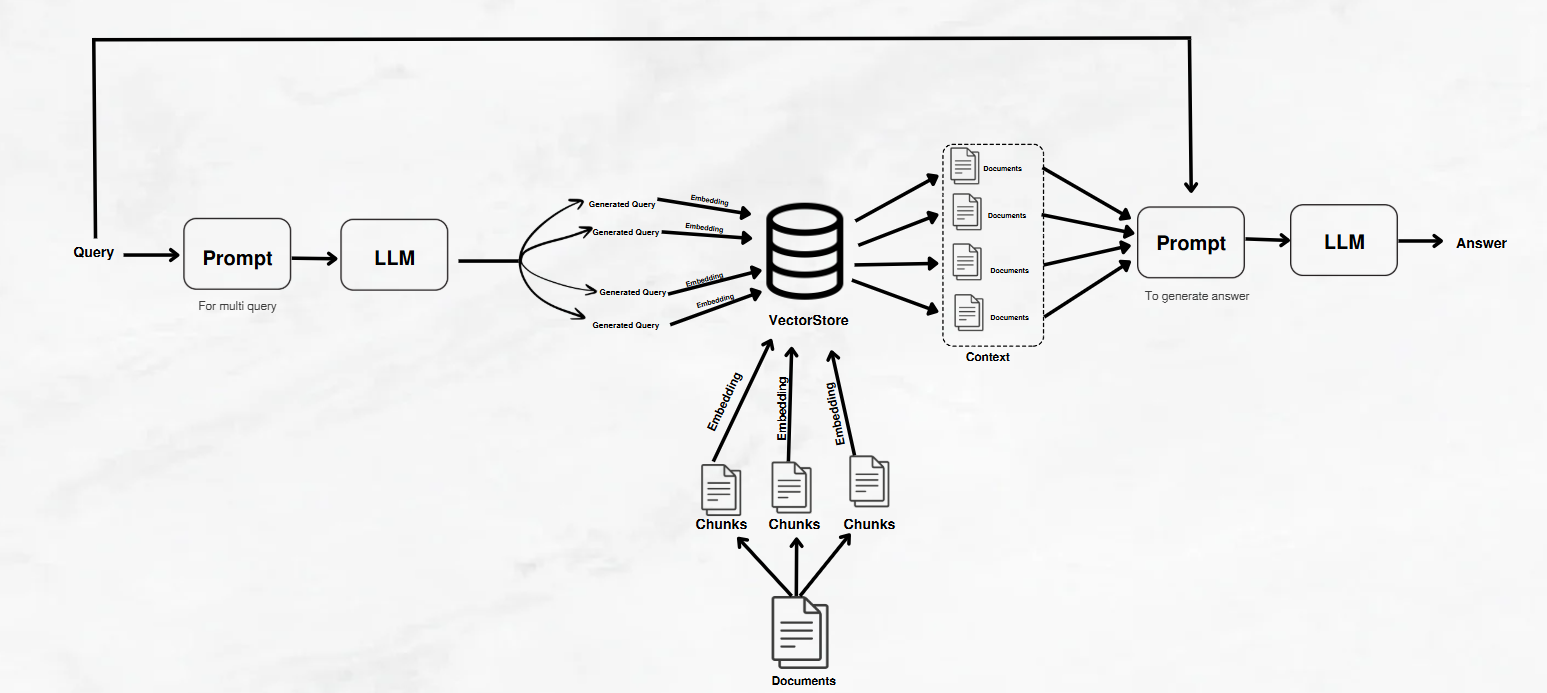 Query
Prompt
For multi query
LLM
Generated Query
Embedding
Generated Query
Embedding
Generated Query
Embedding
Generated Query
Embedding
VectorStore
Documents
Documents
Documents
Documents
Context
Prompt
To generate answer
LLM
Answer
Embedding
Embedding
Embedding
Chunks
Chunks
Chunks
Documents